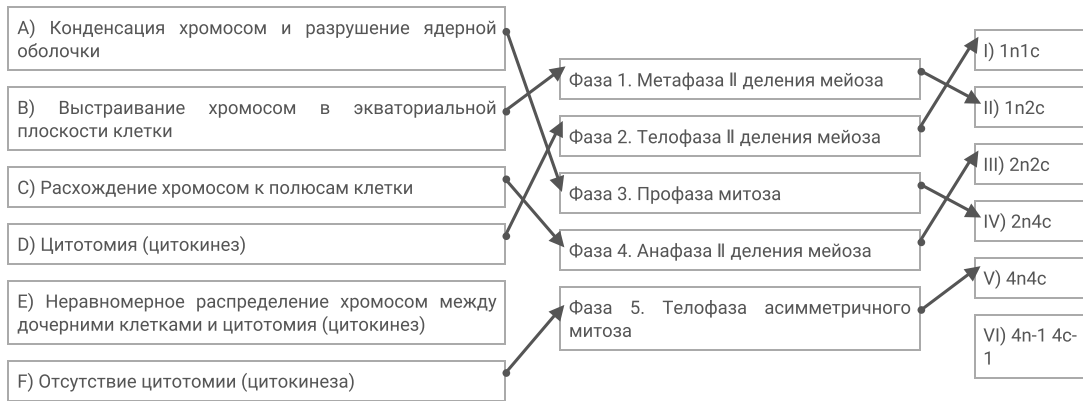 A) Конденсация хромосом и разрушение ядерной
оболочки
B) Выстраивание хромосом в экваториальной
плоскости клетки
C) Расхождение хромосом к полюсам клетки
D) Цитотомия (цитокинез)
E) Неравномерное распределение хромосом между
дочерними клетками и цитотомия (цитокинез)
F) Отсутствие цитотомии (цитокинеза)
Фаза 1. Метафаза II деления мейоза
Фаза 2. Телофаза II деления мейоза
Фаза 3. Профаза митоза
Фаза 4. Анафаза II деления мейоза
Фаза 5. Телофаза асимметричного
митоза
I) 1n1c
II) 1n2c
III) 2n2c
IV) 2n4c
V) 4n4c
VI) 4n-1 4c-
1